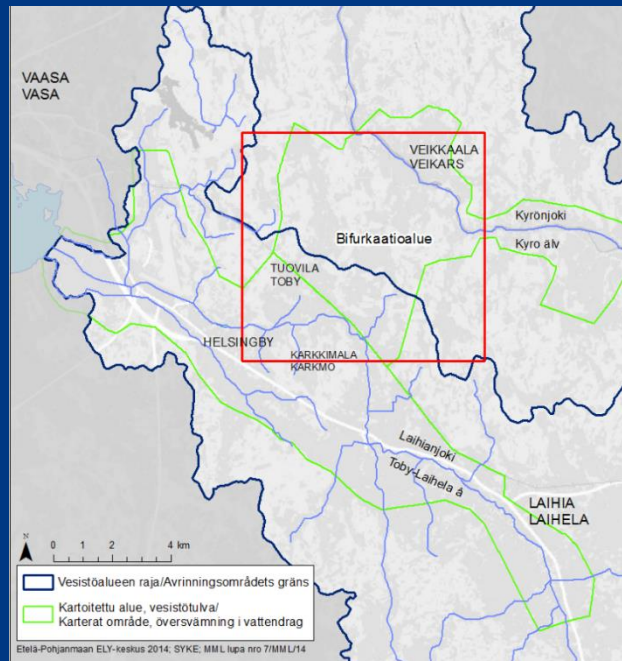 VAASA
VASA
VEIKKAALA
VEIKARS
Kyrönjoki
Bifurkaatioalue
Kyro älv
TUOVILA
TOBY
HELSINGBY
KARKKIMALA
KARKMO
Laihianjoki
Toby-Laihela å
LAIHIA
LAIHELA
N
0 1 2 4 km
Vesistöalueen raja/Avrinningsområdets gräns
Kartoitettu alue, vesistötulva/
Karterat område, översvämning i vattendrag
Etelä-Pohjanmaan ELY-keskus 2014; SYKE; MML lupa nro 7/MML/14